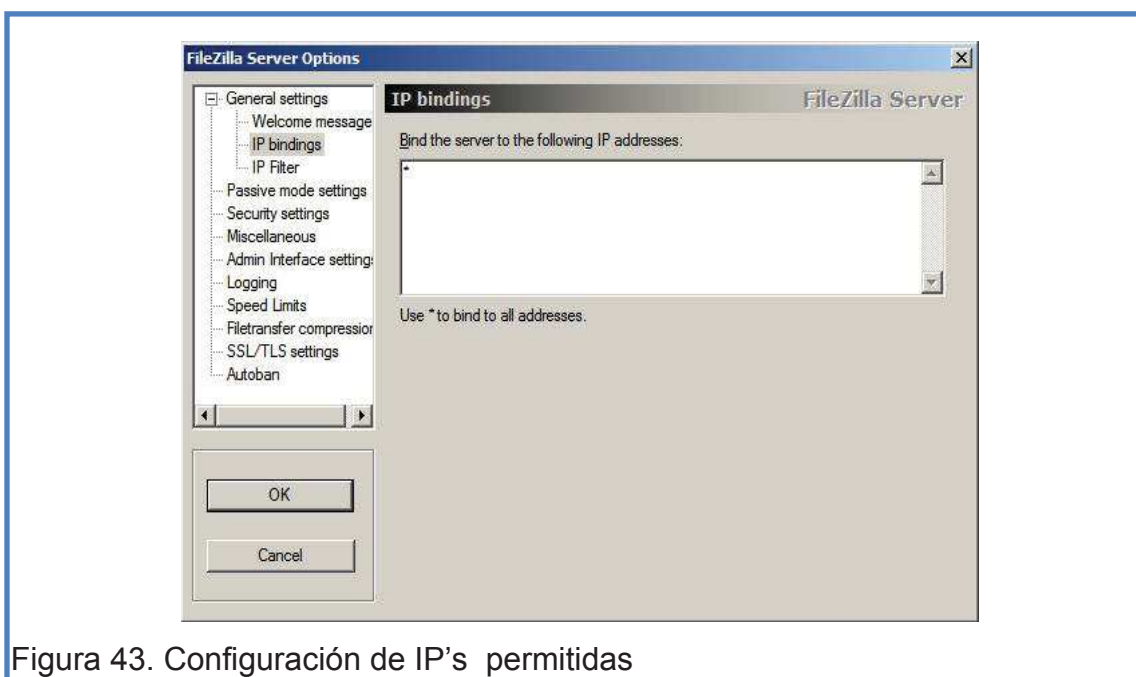 FileZilla Server Options
General settings
Welcome message
IP bindings
IP Filter
Passive mode settings
Security settings
Miscellaneous
Admin Interface setting
Logging
Speed Limits
Filetransfer compression
SSL/TLS settings
Autoban
OK
Cancel
IP bindings
FileZilla Server
Bind the server to the following IP addresses:
*
Use * to bind to all addresses.
Figura 43. Configuración de IP's permitidas